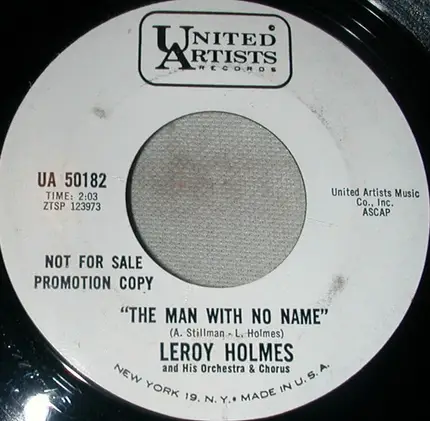 UNITED
ARTISTS
RECORDS
UA 50182
TIME: 2:03
ZTSP 123973
United Artists Music
Co., Inc.
ASCAP
NOT FOR SALE
PROMOTION COPY
"THE MAN WITH NO NAME"
(A. Stillman - L. Holmes)
LEROY HOLMES
and His Orchestra & Chorus
NEW YORK 19, N. Y. • MADE IN U. S. A.